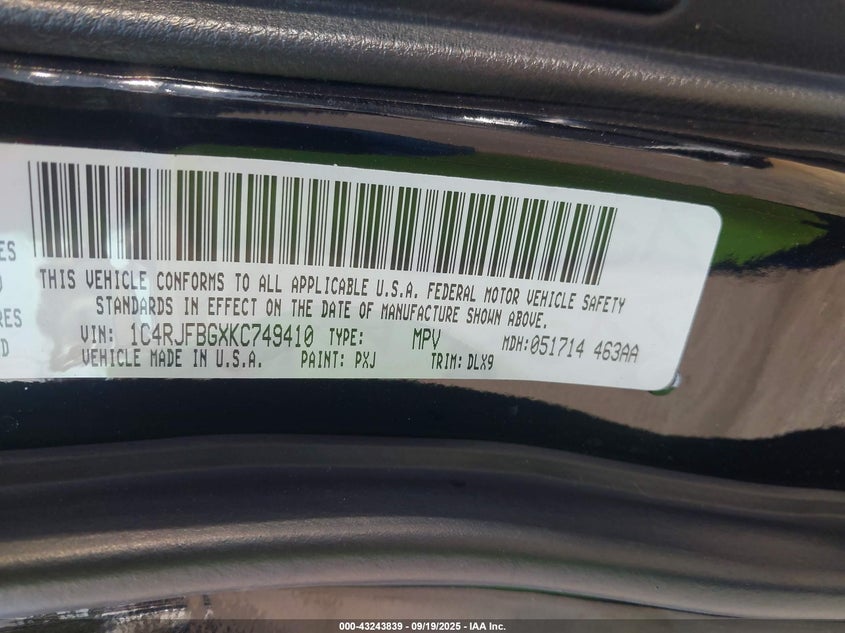 ES
THIS VEHICLE CONFORMS TO ALL APPLICABLE U.S.A. FEDERAL MOTOR VEHICLE SAFETY
STANDARDS IN EFFECT ON THE DATE OF MANUFACTURE SHOWN ABOVE.
RES
VIN: 1C4RJFBGXKC749410 TYPE: MPV MDH:051714 463AA
D
VEHICLE MADE IN U.S.A. PAINT: PXJ TRIM: DLX9
000-43243839 - 09/19/2025 - IAA Inc.